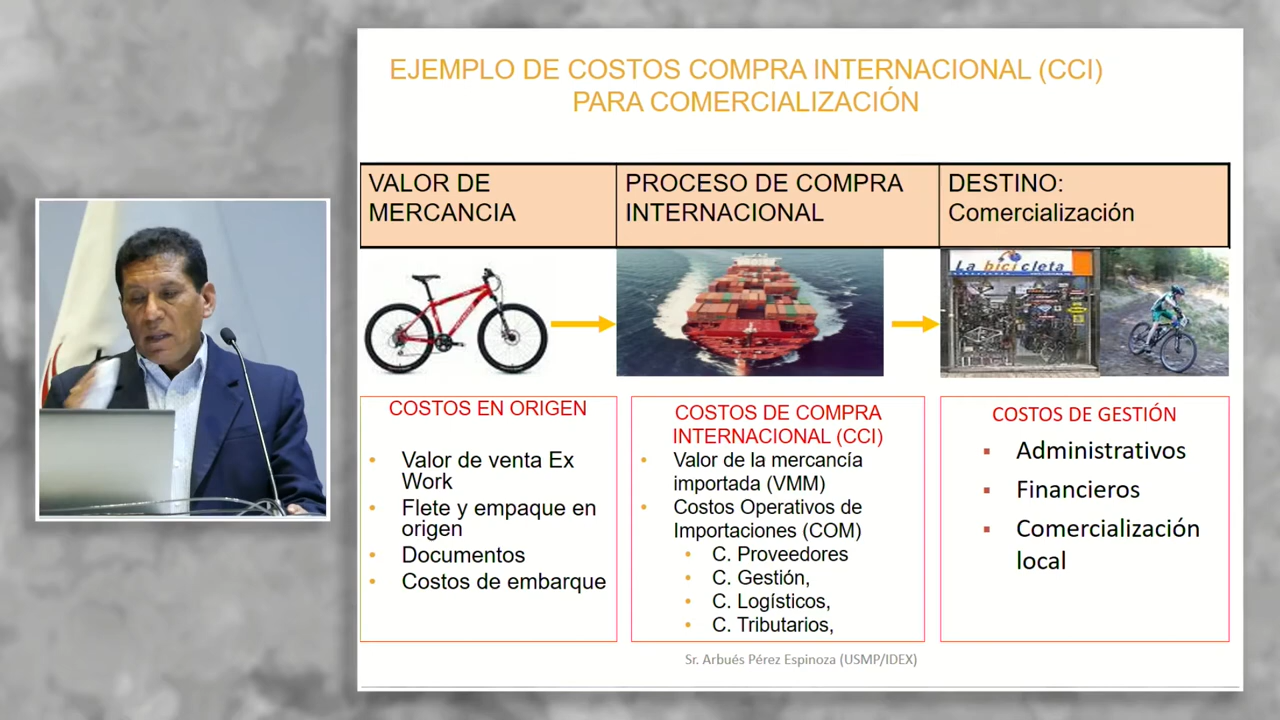 EJEMPLO DE COSTOS COMPRA INTERNACIONAL (CCI)
PARA COMERCIALIZACIÓN
VALOR DE
MERCANCIA
PROCESO DE COMPRA
INTERNACIONAL
DESTINO:
Comercialización
La bicicleta
COSTOS EN ORIGEN
• Valor de venta Ex
Work
• Flete y empaque en
origen
• Documentos
• Costos de embarque
COSTOS DE COMPRA
INTERNACIONAL (CCI)
• Valor de la mercancía
importada (VMM)
• Costos Operativos de
Importaciones (COM)
• C. Proveedores
• C. Gestión,
• C. Logísticos,
• C. Tributarios,
COSTOS DE GESTIÓN
▪ Administrativos
▪ Financieros
▪ Comercialización
local
Sr. Arbués Pérez Espinoza (USMP/IDEX)